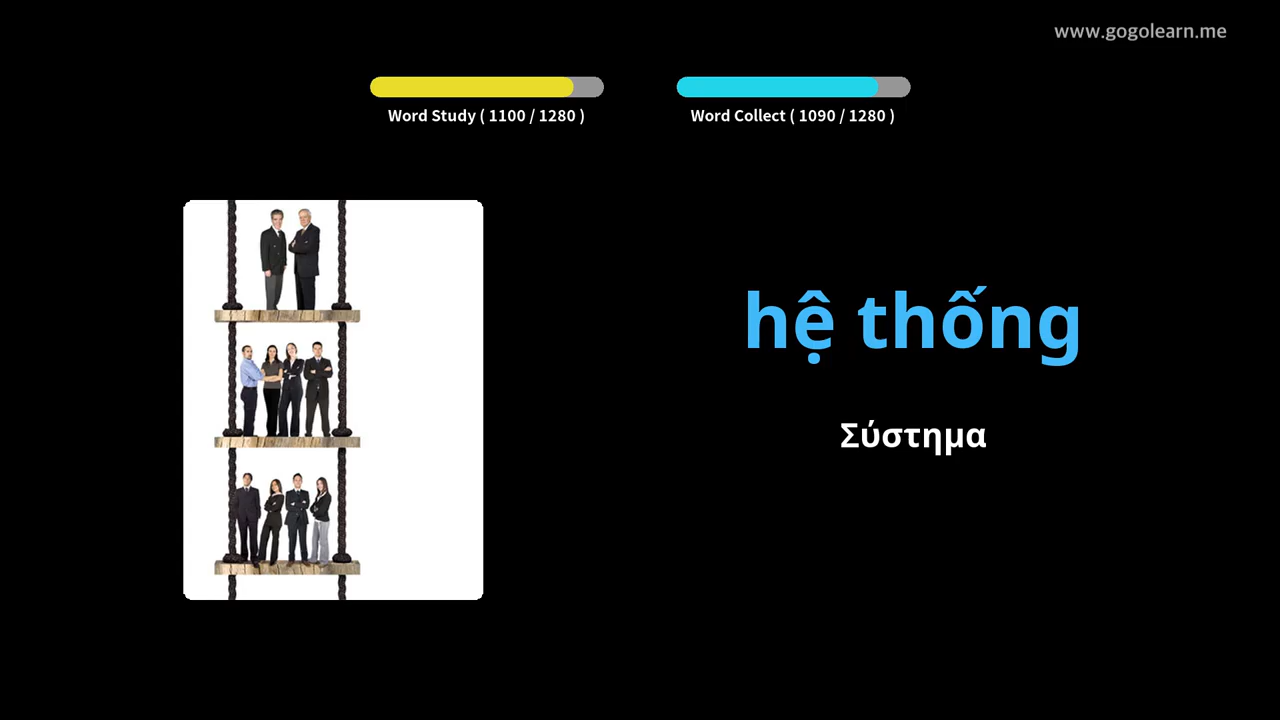 www.gogolearn.me
Word Study ( 1100 / 1280 )
Word Collect ( 1090 / 1280 )
hệ thống
Σύστημα